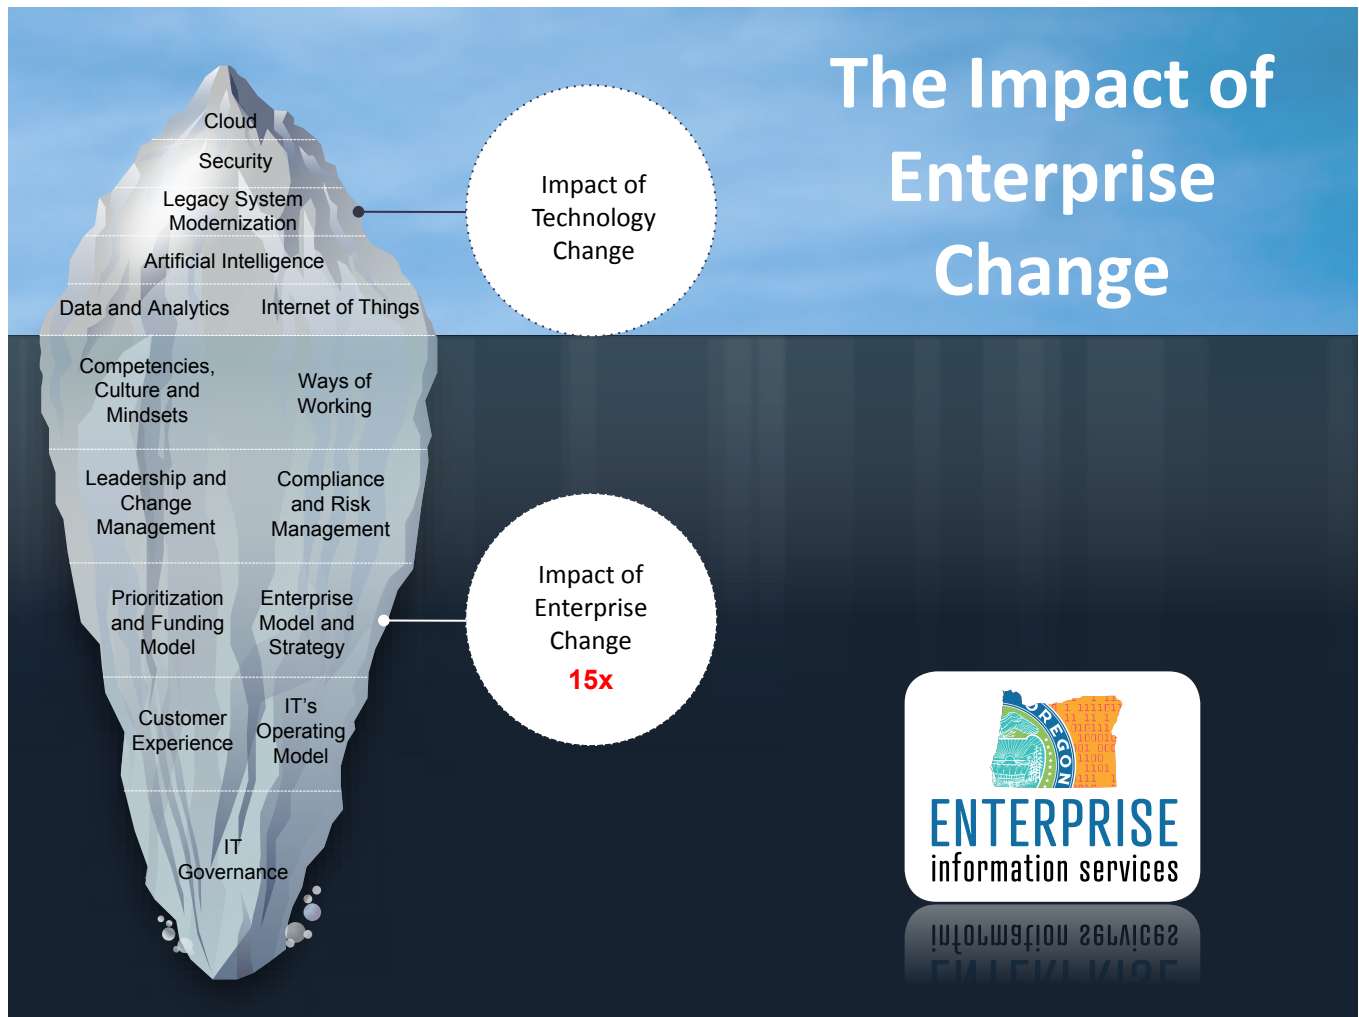 The Impact of
Enterprise
Change
Cloud
Security
Legacy System
Modernization
Artificial Intelligence
Data and Analytics
Internet of Things
Impact of
Technology
Change
Competencies,
Culture and
Mindsets
Ways of
Working
Leadership and
Change
Management
Compliance
and Risk
Management
Prioritization
and Funding
Model
Enterprise
Model and
Strategy
Impact of
Enterprise
Change
15x
Customer
Experience
IT's
Operating
Model
IT
Governance
OREGON
ENTERPRISE
information services